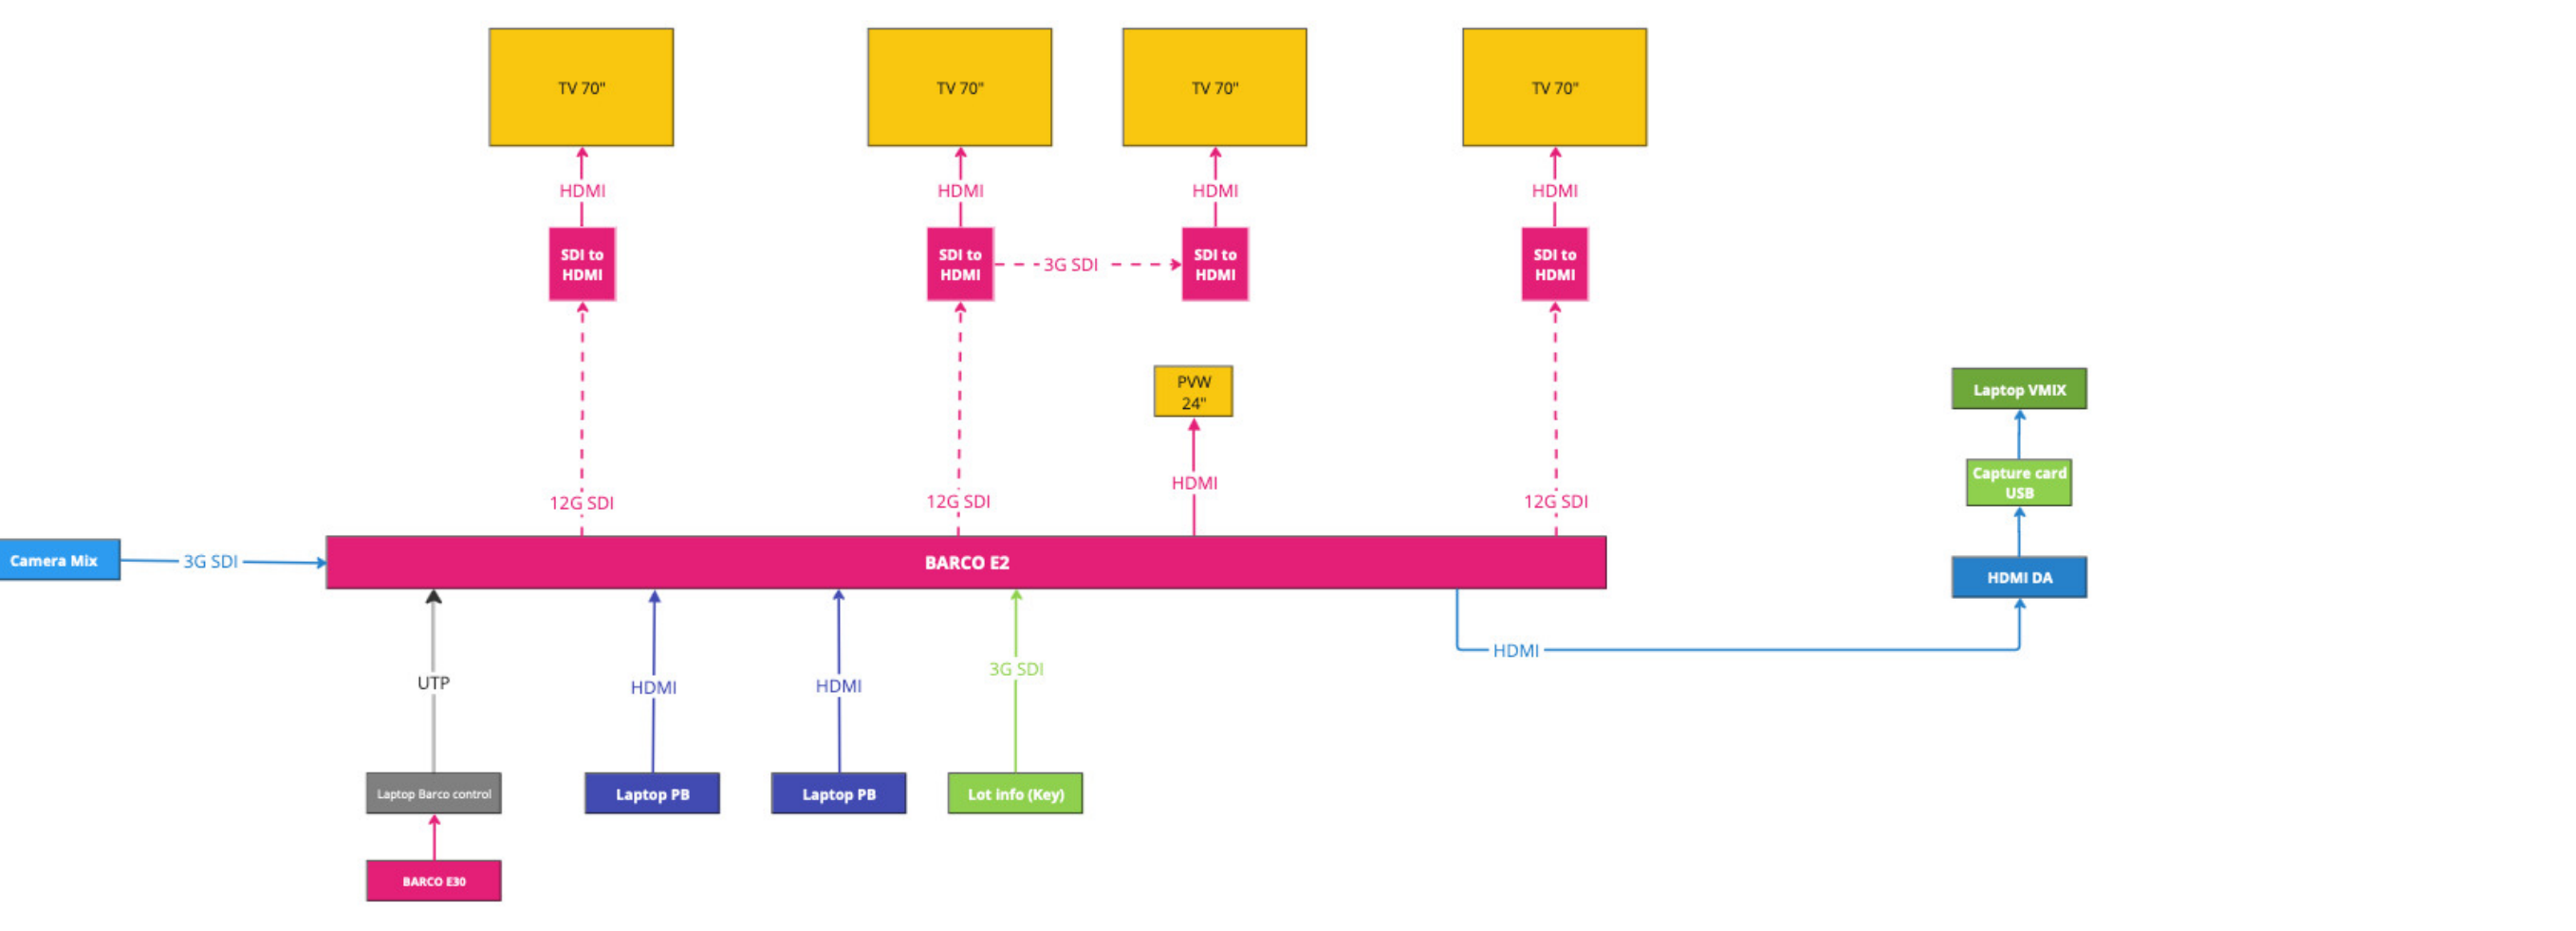 TV 70"
TV 70"
TV 70"
TV 70"
HDMI
HDMI
HDMI
HDMI
SDI to
HDMI
SDI to
HDMI
3G SDI
SDI to
HDMI
SDI to
HDMI
PVW
24"
Laptop VMIX
HDMI
Capture card
USB
12G SDI
12G SDI
12G SDI
Camera Mix
3G SDI
BARCO E2
HDMI DA
UTP
HDMI
HDMI
3G SDI
HDMI
Laptop Barco control
Laptop PB
Laptop PB
Lot info (Key)
BARCO E30